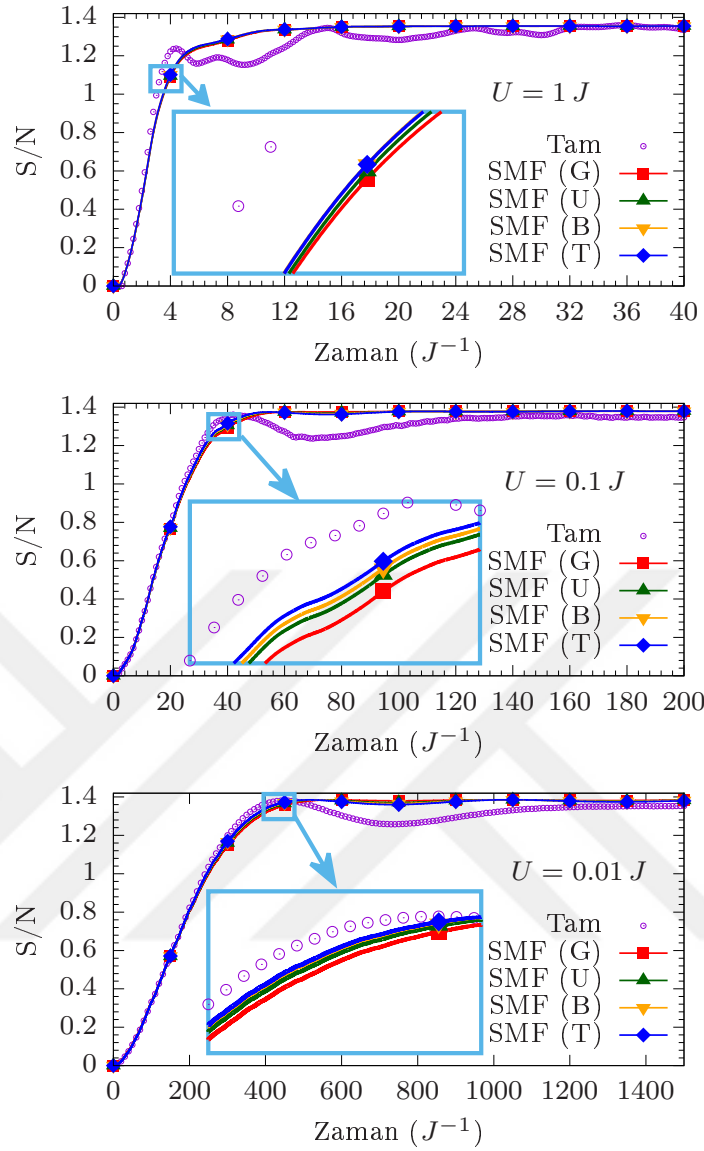 1.4
1.2
1
0.8
0.6
0.4
0.2
0
S/N
U = 1 J
Tam
SMF (G)
SMF (U)
SMF (B)
SMF (T)
0 4 8 12 16 20 24 28 32 36 40
Zaman (J⁻¹)
1.4
1.2
1
0.8
0.6
0.4
0.2
0
S/N
U = 0.1 J
Tam
SMF (G)
SMF (U)
SMF (B)
SMF (T)
0 20 40 60 80 100 120 140 160 180 200
Zaman (J⁻¹)
1.4
1.2
1
0.8
0.6
0.4
0.2
0
S/N
U = 0.01 J
Tam
SMF (G)
SMF (U)
SMF (B)
SMF (T)
0 200 400 600 800 1000 1200 1400
Zaman (J⁻¹)